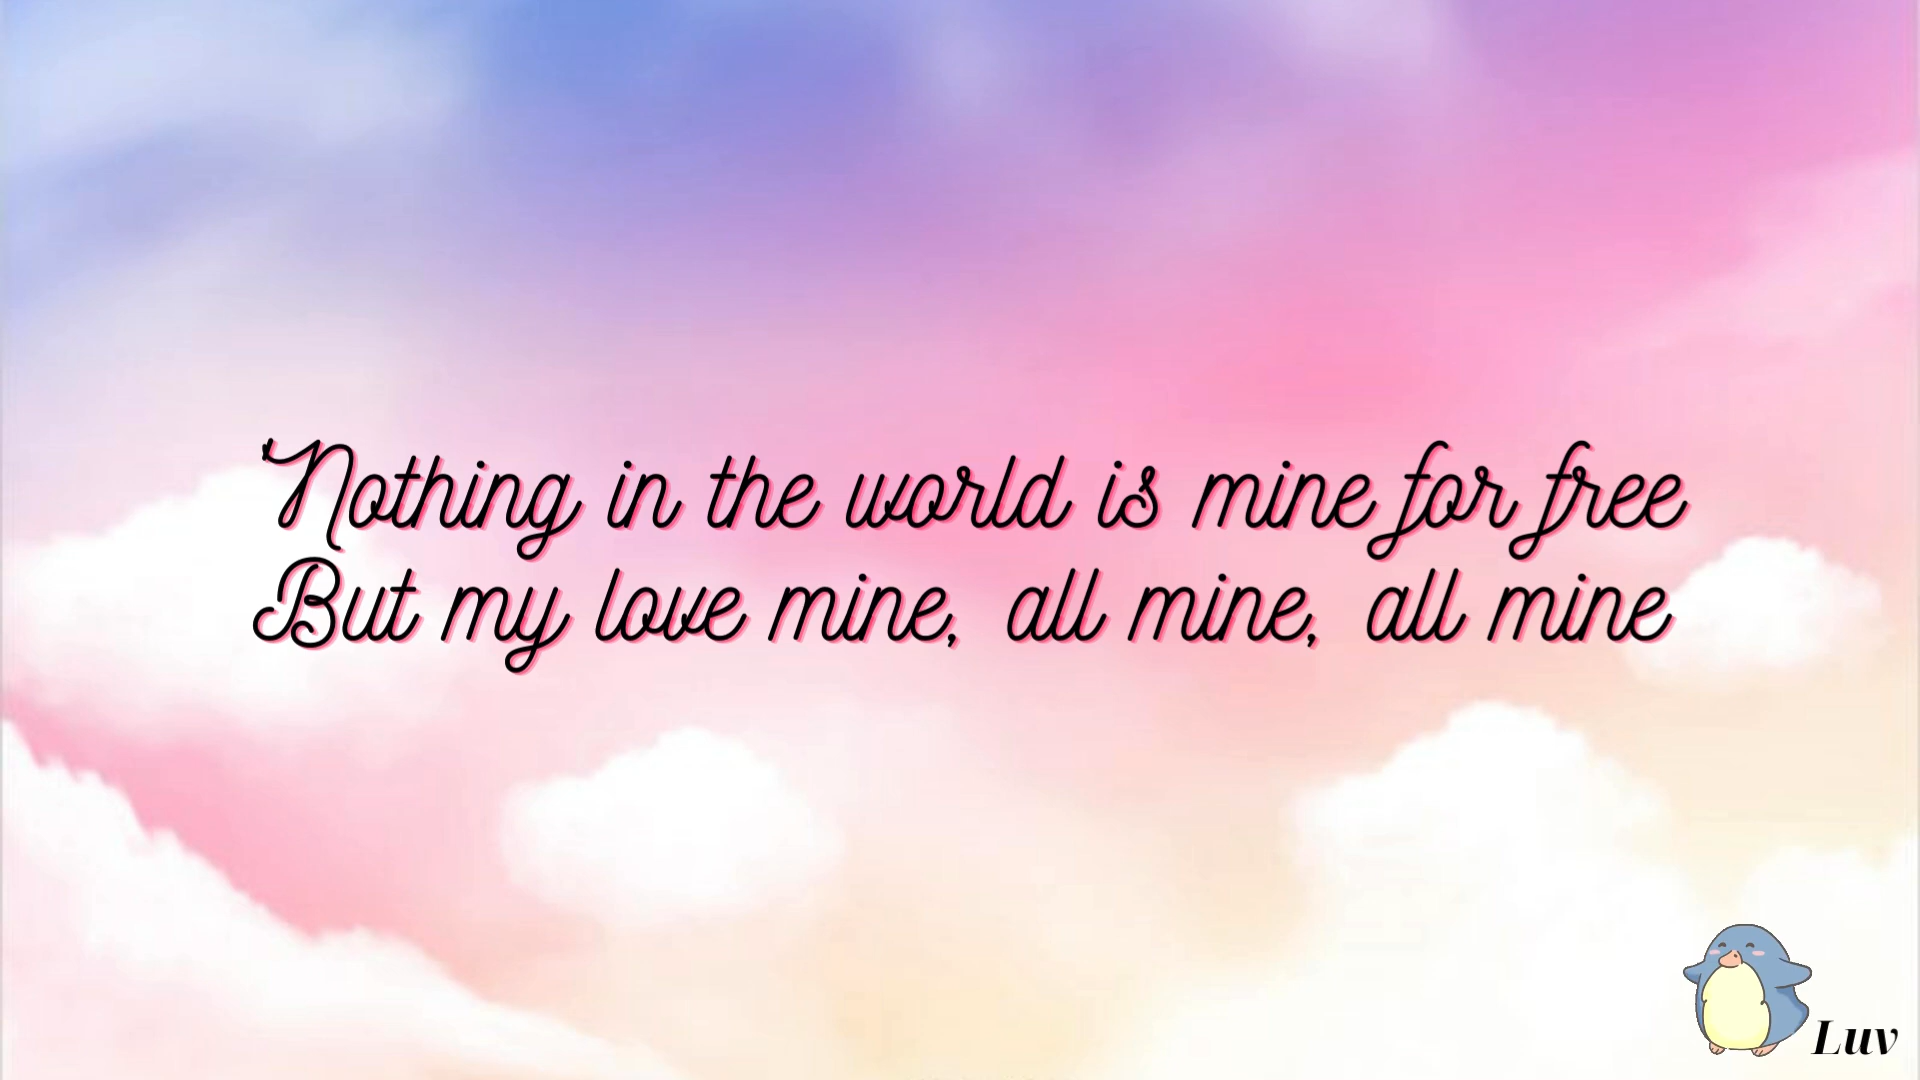 Nothing in the world is mine for free
But my love mine, all mine, all mine
Luv